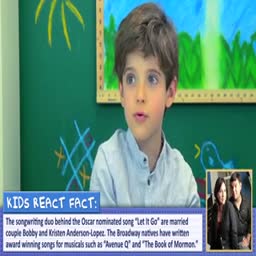 KIDS REACT FACT:
The songwriting duo behind the Oscar nominated song "Let It Go" are married
couple Bobby and Kristen Anderson-Lopez. The Broadway natives have written
award winning songs for musicals such as "Avenue Q" and "The Book of Mormon."